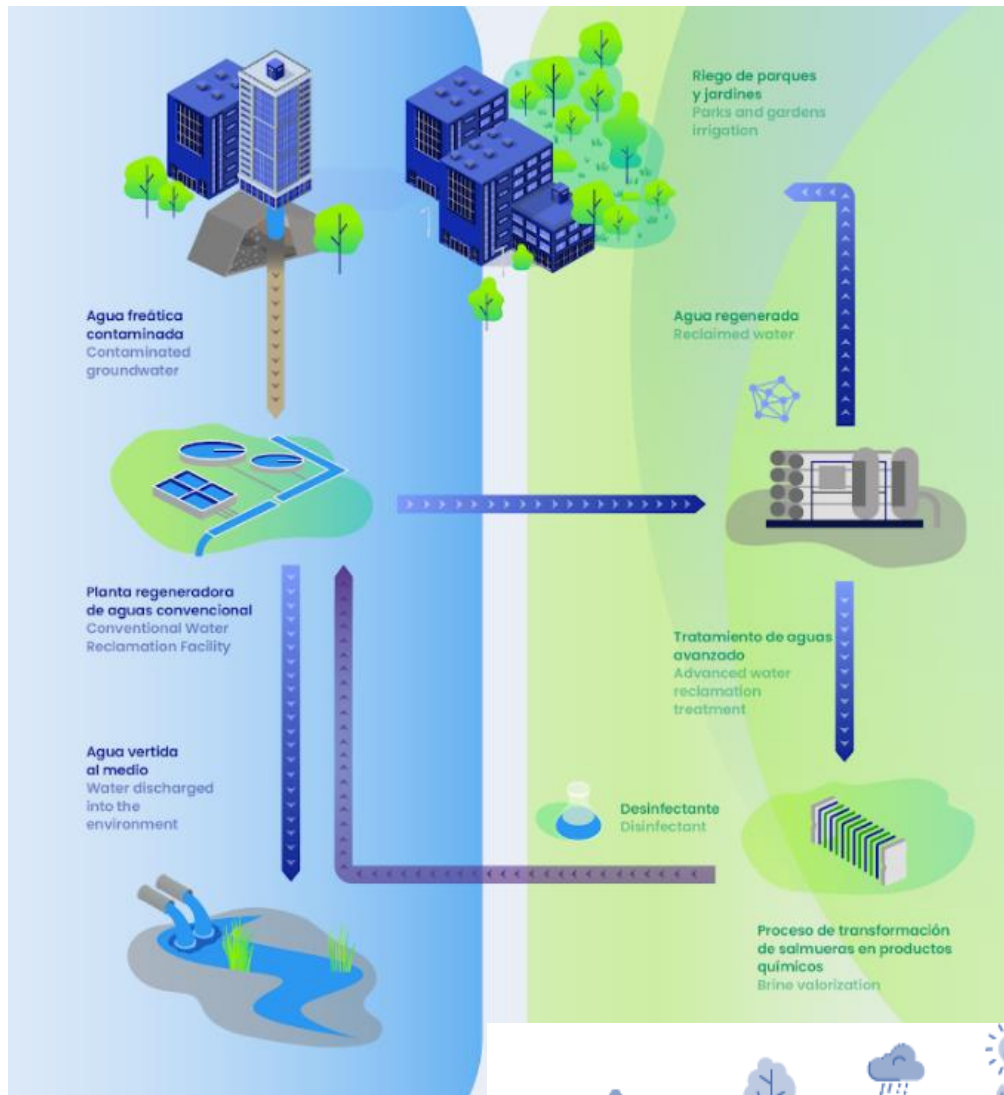 Riego de parques
y jardines
Parks and gardens
irrigation
Agua freática
contaminada
Contaminated
groundwater
Agua regenerada
Reclaimed water
Planta regeneradora
de aguas convencional
Conventional Water
Reclamation Facility
Tratamiento de aguas
avanzado
Advanced water
reclamation
treatment
Agua vertida
al medio
Water discharged
into the
environment
Desinfectante
Disinfectant
Proceso de transformación
de salmueras en productos
químicos
Brine valorization